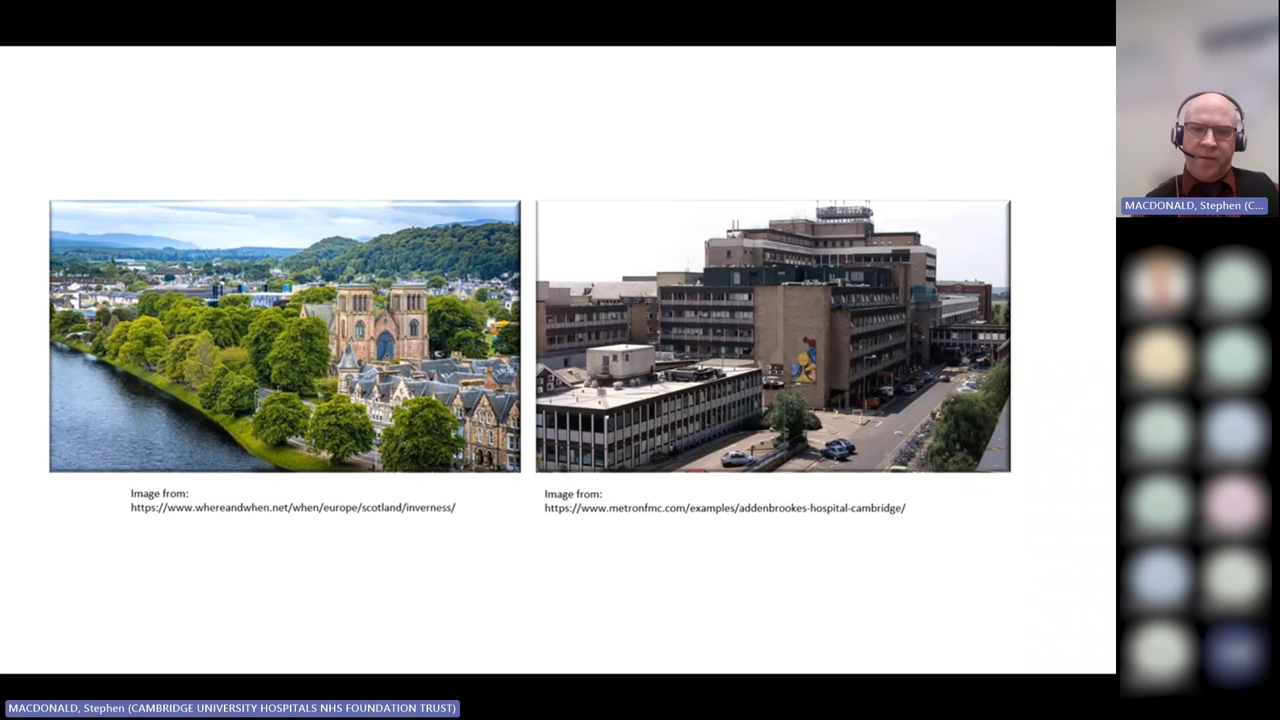 MACDONALD, Stephen (C...
Image from:
https://www.whereandwhen.net/when/europe/scotland/inverness/
Image from:
https://www.metronfmc.com/examples/addenbrookes-hospital-cambridge/
MACDONALD, Stephen (CAMBRIDGE UNIVERSITY HOSPITALS NHS FOUNDATION TRUST)